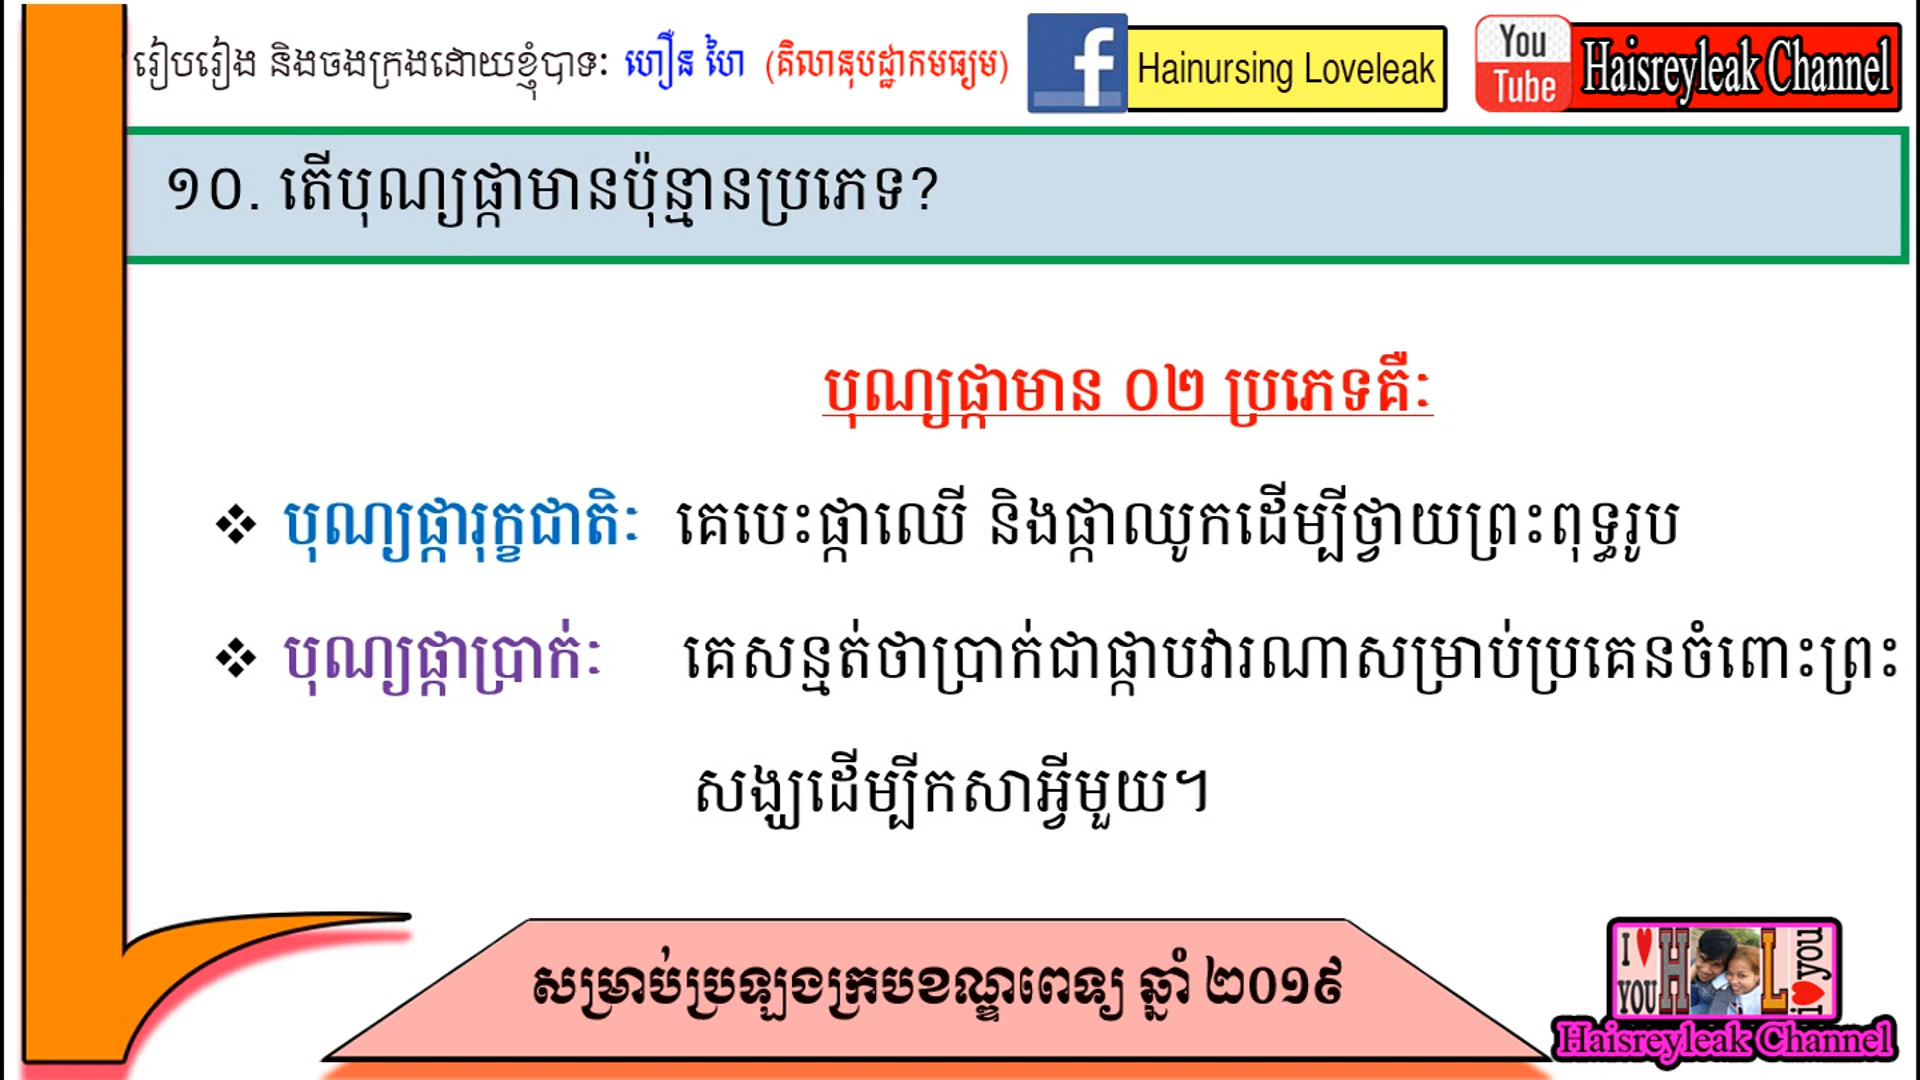 រៀបរៀង និងចងក្រងដោយខ្ញុំបាទៈ ហឿន ហៃ (គិលានុបដ្ឋាកមធ្យម) Hainursing Loveleak You Tube Haisreyleak Channel
១០. តើបុណ្យផ្កាមានប៉ុន្មានប្រភេទ?
បុណ្យផ្កាមាន ០២ ប្រភេទគឺៈ
❖ បុណ្យផ្ការុក្ខជាតិៈ គេបេះផ្កាឈើ និងផ្កាឈូកដើម្បីថ្វាយព្រះពុទ្ធរូប
❖ បុណ្យផ្កាប្រាក់ៈ គេសន្មត់ថាប្រាក់ជាផ្កាបវារណាសម្រាប់ប្រគេនចំពោះព្រះ
សង្ឃដើម្បីកសាអ្វីមួយ។
សម្រាប់ប្រឡងក្របខណ្ឌពេទ្យ ឆ្នាំ ២០១៩
I ♥ YOU H L i ♥ you
Haisreyleak Channel